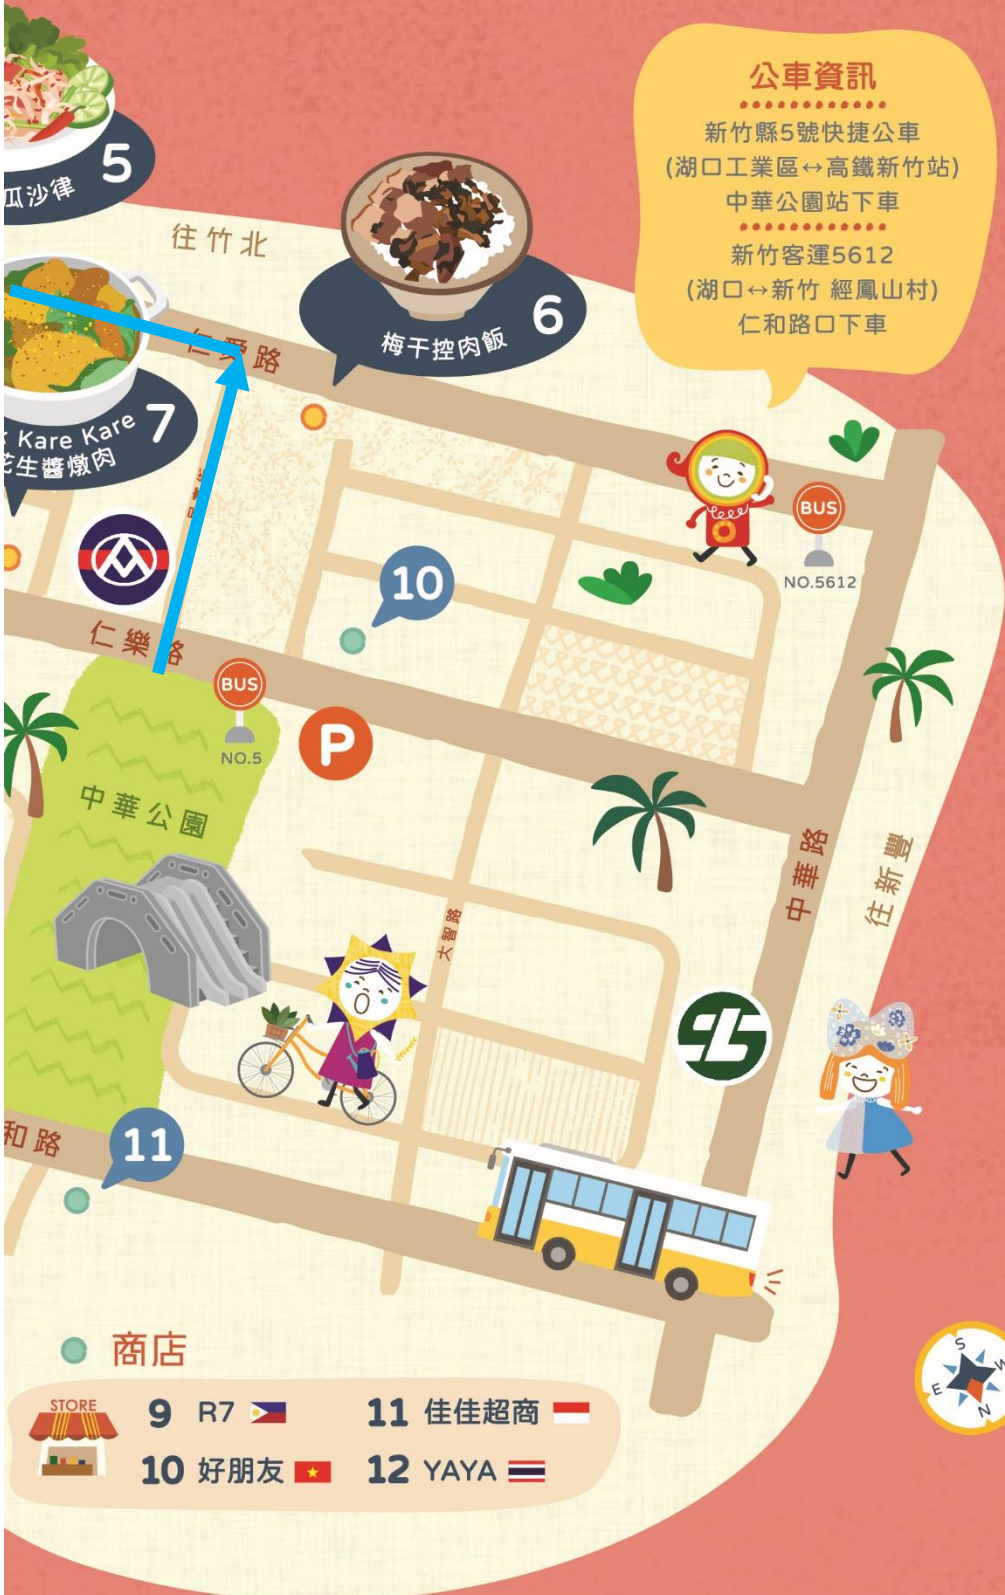 公車資訊
新竹縣5號快捷公車
(湖口工業區↔高鐵新竹站)
中華公園站下車
新竹客運5612
(湖口↔新竹 經鳳山村)
仁和路口下車
5
瓜沙律
往竹北
6
梅干控肉飯
仁愛路
7
Kare Kare
花生醬燉肉
BUS
NO.5612
10
仁樂路
BUS
NO.5
P
中華公園
中華路
往新豐
大智路
和路
11
商店
STORE
9 R7
11 佳佳超商
10 好朋友
12 YAYA
S
W
E
N